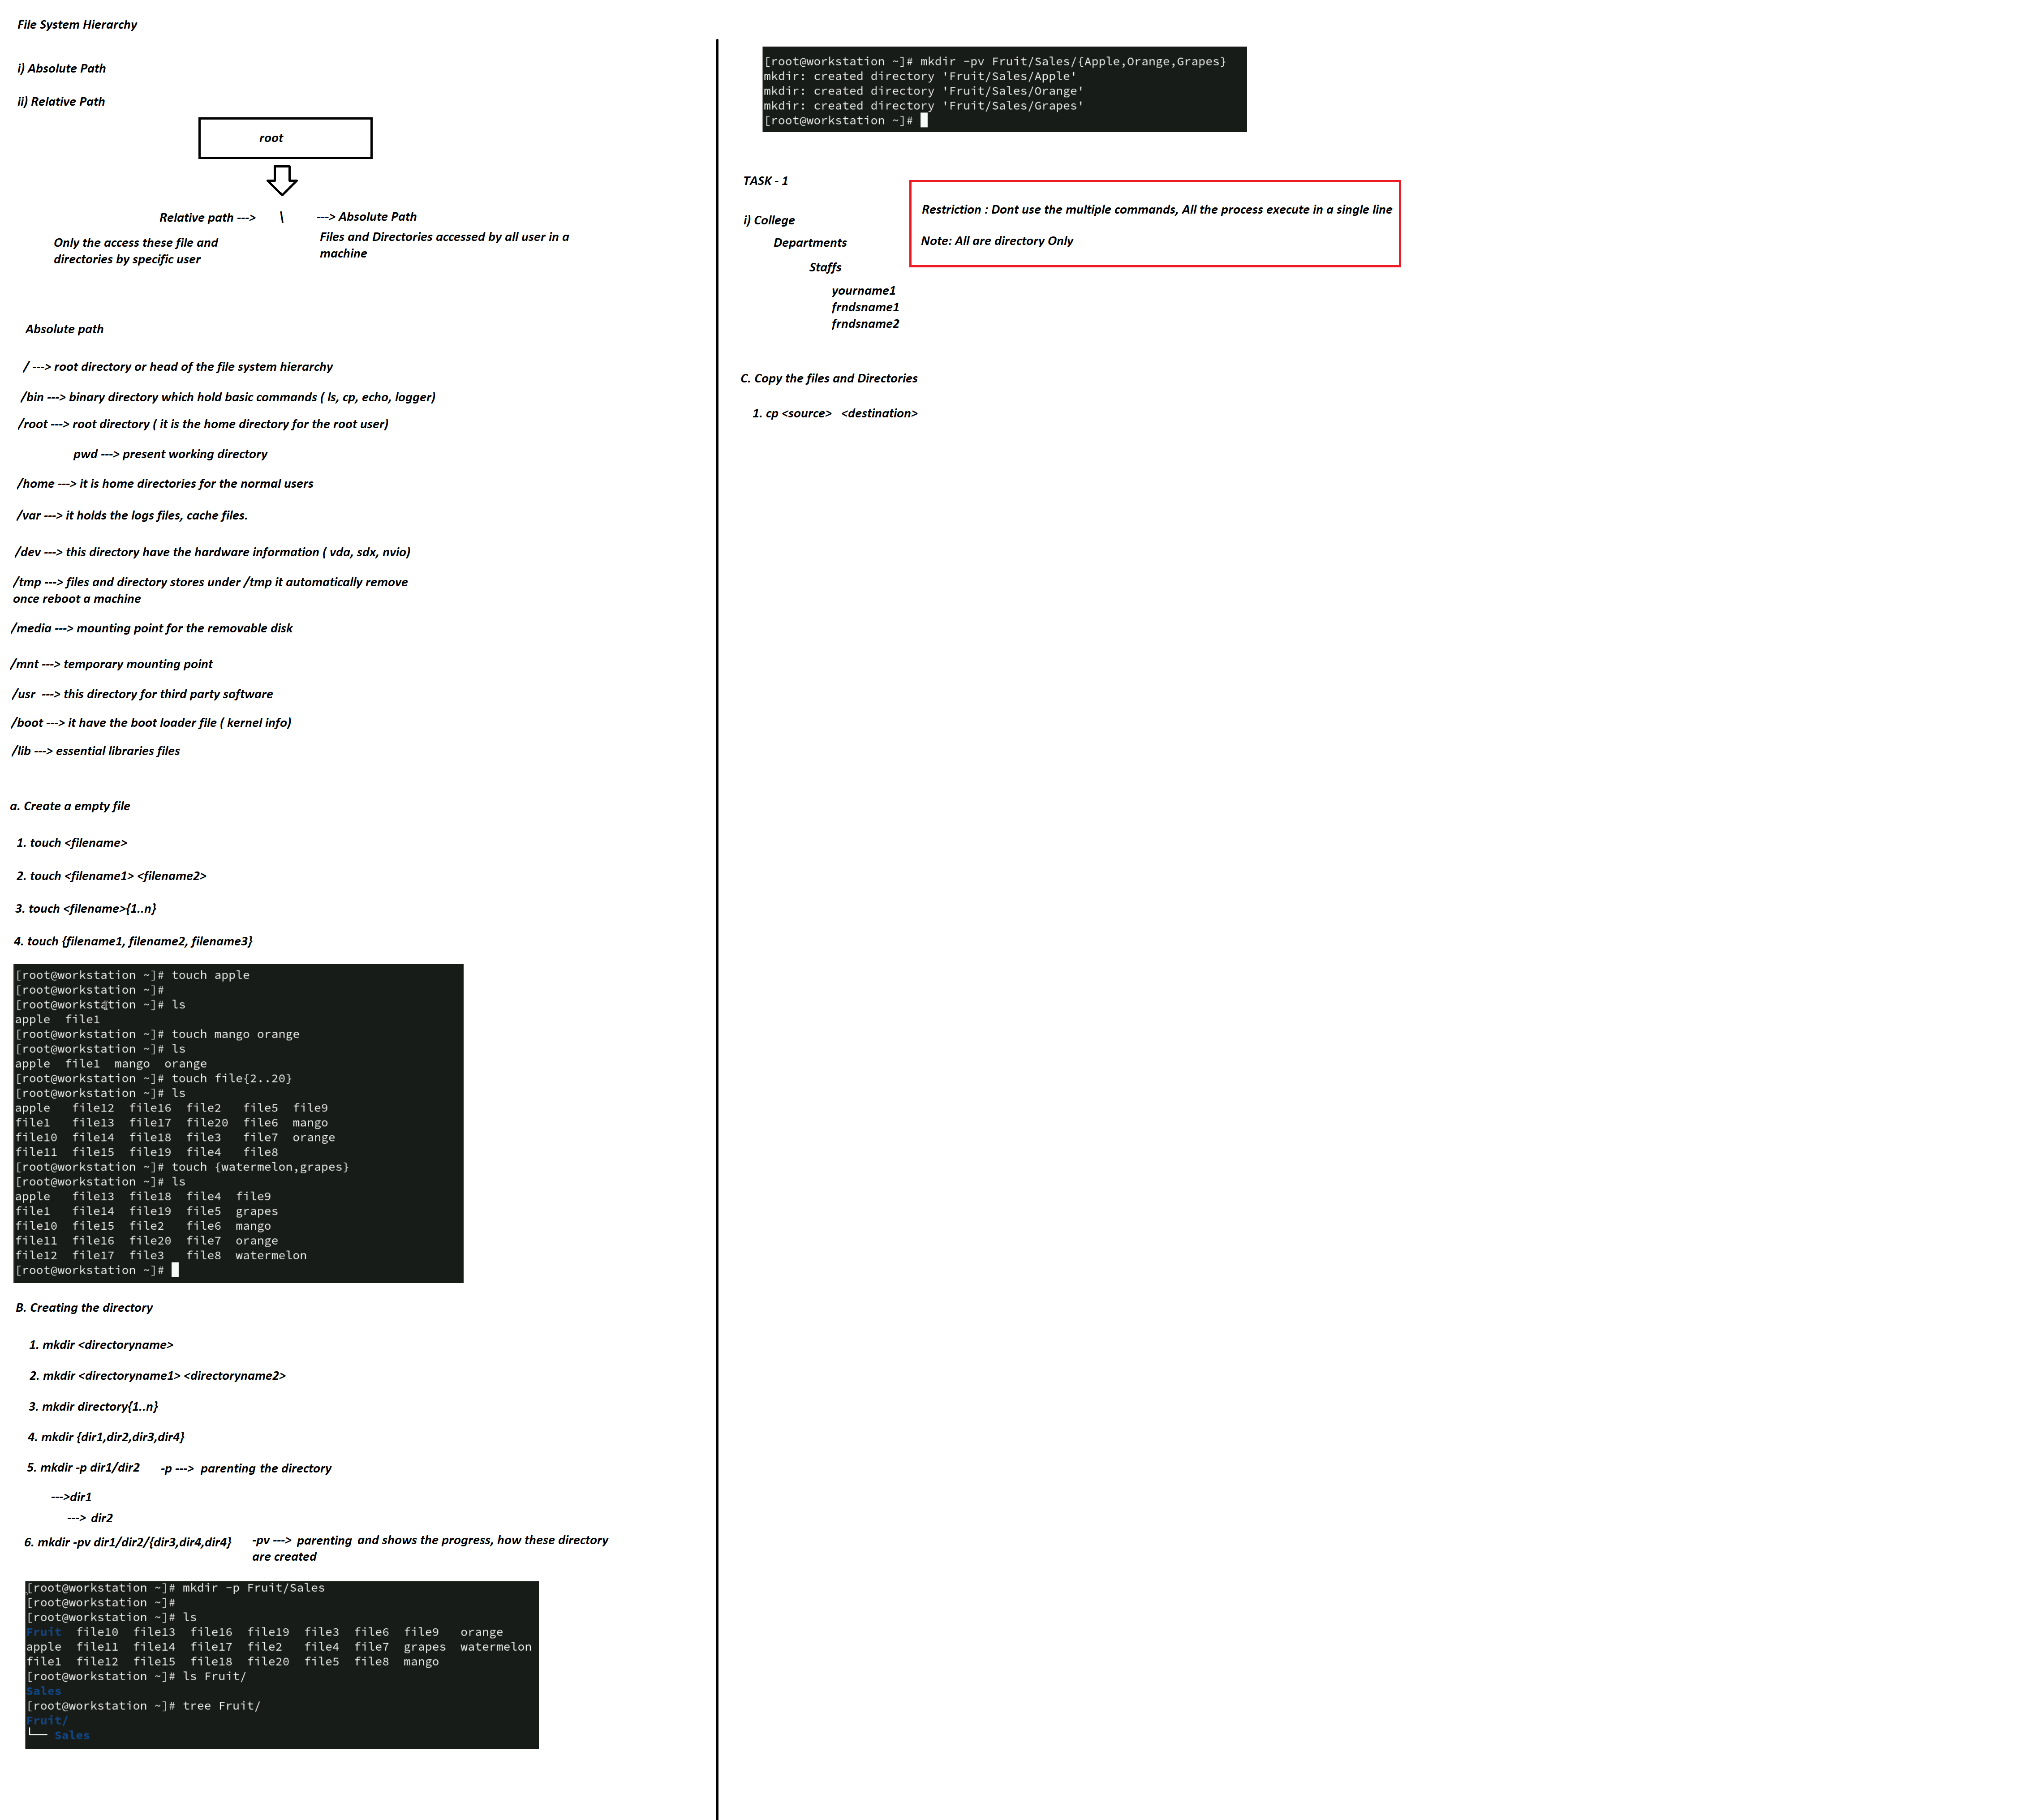 File System Hierarchy
i) Absolute Path
ii) Relative Path
root
Relative path ---> \ ---> Absolute Path
Only the access these file and
directories by specific user
Files and Directories accessed by all user in a
machine
Absolute path
/ ---> root directory or head of the file system hierarchy
/bin ---> binary directory which hold basic commands ( ls, cp, echo, logger)
/root ---> root directory ( it is the home directory for the root user)
pwd ---> present working directory
/home ---> it is home directories for the normal users
/var ---> it holds the logs files, cache files.
/dev ---> this directory have the hardware information ( vda, sdx, nvio)
/tmp ---> files and directory stores under /tmp it automatically remove
once reboot a machine
/media ---> mounting point for the removable disk
/mnt ---> temporary mounting point
/usr ---> this directory for third party software
/boot ---> it have the boot loader file ( kernel info)
/lib ---> essential libraries files
a. Create a empty file
1. touch <filename>
2. touch <filename1> <filename2>
3. touch <filename>{1..n}
4. touch {filename1, filename2, filename3}
[root@workstation ~]# touch apple
[root@workstation ~]#
[root@workstation ~]# ls
apple file1
[root@workstation ~]# touch mango orange
[root@workstation ~]# ls
apple file1 mango orange
[root@workstation ~]# touch file{2..20}
[root@workstation ~]# ls
apple file12 file16 file2 file5 file9
file1 file13 file17 file20 file6 mango
file10 file14 file18 file3 file7 orange
file11 file15 file19 file4 file8
[root@workstation ~]# touch {watermelon,grapes}
[root@workstation ~]# ls
apple file13 file18 file4 file9
file1 file14 file19 file5 grapes
file10 file15 file2 file6 mango
file11 file16 file20 file7 orange
file12 file17 file3 file8 watermelon
[root@workstation ~]#
B. Creating the directory
1. mkdir <directoryname>
2. mkdir <directoryname1> <directoryname2>
3. mkdir directory{1..n}
4. mkdir {dir1,dir2,dir3,dir4}
5. mkdir -p dir1/dir2 -p ---> parenting the directory
--->dir1
---> dir2
6. mkdir -pv dir1/dir2/{dir3,dir4,dir4} -pv ---> parenting and shows the progress, how these directory
are created
[root@workstation ~]# mkdir -p Fruit/Sales
[root@workstation ~]#
[root@workstation ~]# ls
Fruit file10 file13 file16 file19 file3 file6 file9 orange
apple file11 file14 file17 file2 file4 file7 grapes watermelon
file1 file12 file15 file18 file20 file5 file8 mango
[root@workstation ~]# ls Fruit/
Sales
[root@workstation ~]# tree Fruit/
Fruit/
└── Sales
[root@workstation ~]# mkdir -pv Fruit/Sales/{Apple,Orange,Grapes}
mkdir: created directory 'Fruit/Sales/Apple'
mkdir: created directory 'Fruit/Sales/Orange'
mkdir: created directory 'Fruit/Sales/Grapes'
[root@workstation ~]#
TASK - 1
Restriction : Dont use the multiple commands, All the process execute in a single line
Note: All are directory Only
i) College
Departments
Staffs
yourname1
frndsname1
frndsname2
C. Copy the files and Directories
1. cp <source> <destination>